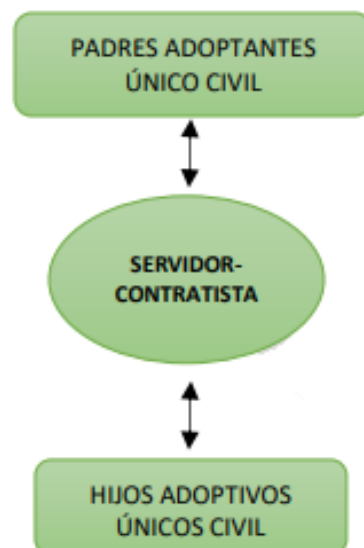 PADRES ADOPTANTES
ÚNICO CIVIL
SERVIDOR-
CONTRATISTA
HIJOS ADOPTIVOS
ÚNICOS CIVIL